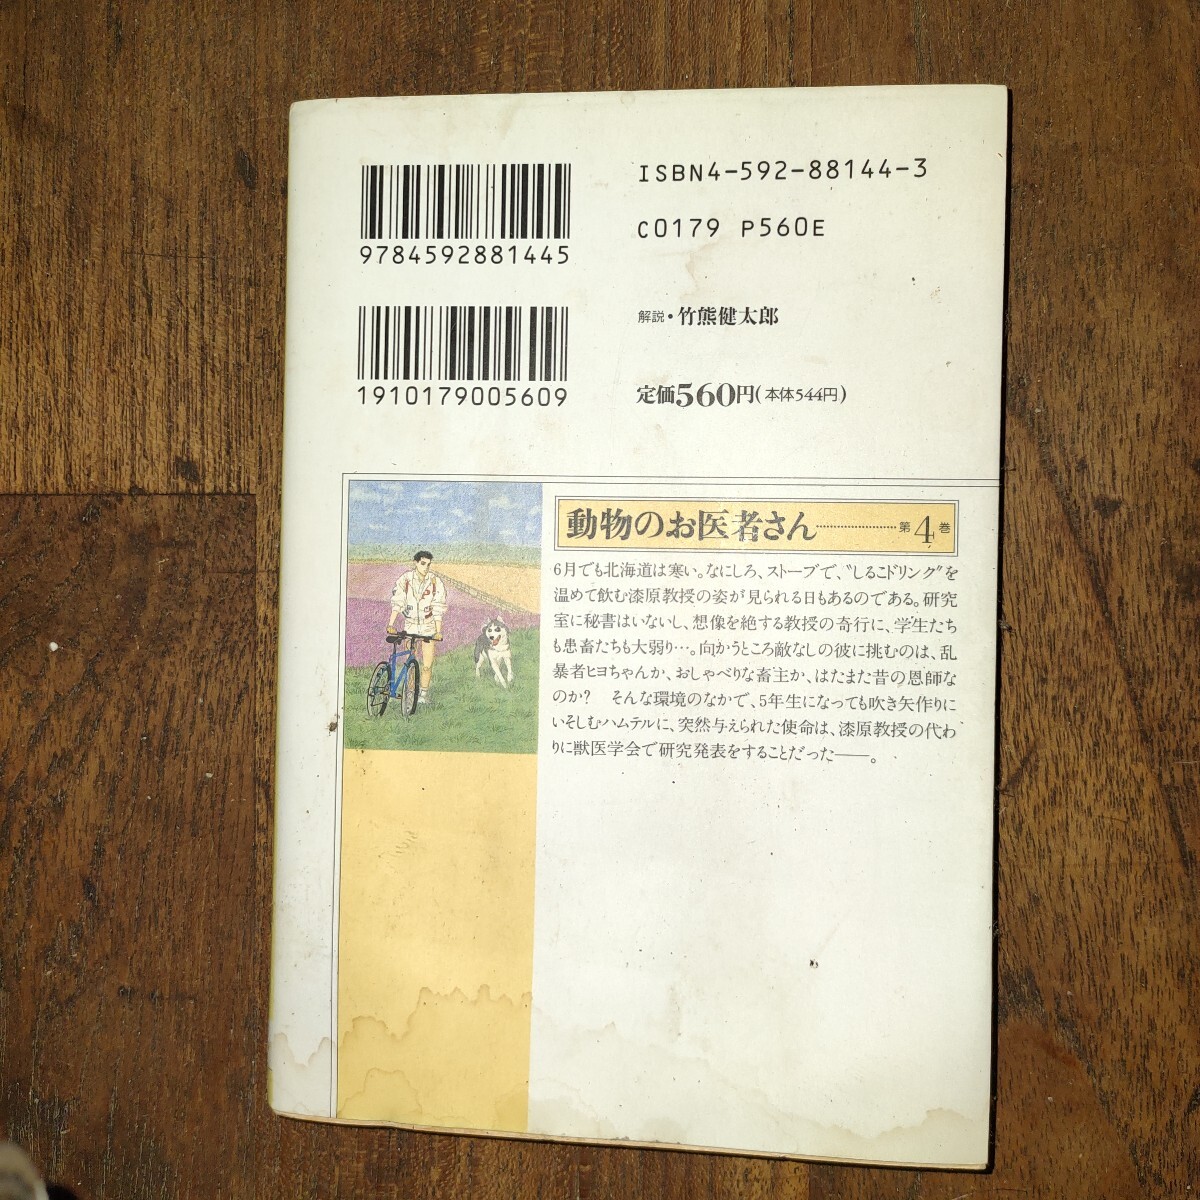 9784592881445
ISBN4-592-88144-3
C0179 P560E
1910179005609
解説・竹熊健太郎
定価560円(本体544円)
動物のお医者さん……………………第4巻
6月でも北海道は寒い。なにしろ、ストーブで、“しるこドリンク”を
温めて飲む漆原教授の姿が見られる日もあるのである。研究
室に秘書はいないし、想像を絶する教授の奇行に、学生たち
も患畜たちも大弱り…。向かうところ敵なしの彼に挑むのは、乱
暴者ヒヨちゃんか、おしゃべりな畜主か、はたまた昔の恩師な
のか？　そんな環境のなかで、5年生になっても吹き矢作りに
いそしむハムテルに、突然与えられた使命は、漆原教授の代わ
りに獣医学会で研究発表をすることだった――。